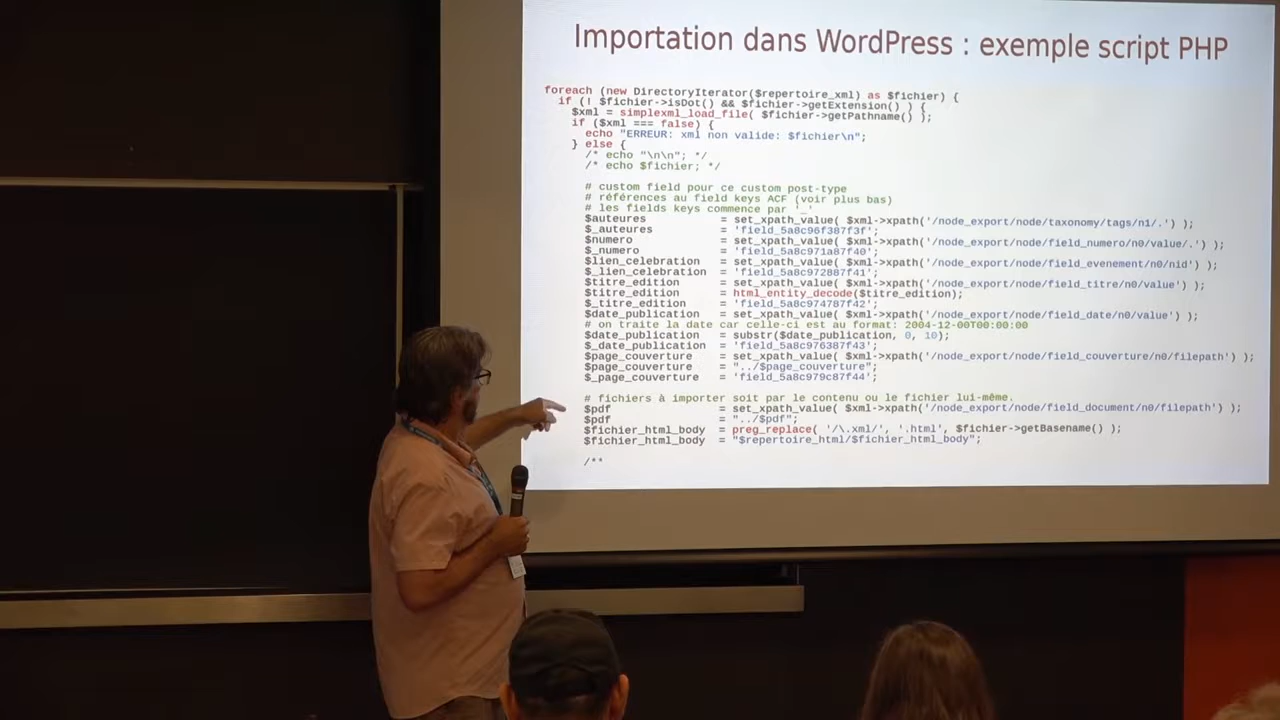 Importation dans WordPress : exemple script PHP
foreach (new DirectoryIterator($repertoire_xml) as $fichier) {
if (! $fichier->isDot() && $fichier->getExtension() ) {
$xml = simplexml_load_file( $fichier->getPathname() );
if ($xml === false) {
echo "ERREUR: xml non valide: $fichier\n";
} else {
/* echo "\n\n"; */
/* echo $fichier; */
# custom field pour ce custom post-type
# références au field keys ACF (voir plus bas)
# les fields keys commence par '_'
$auteures = set_xpath_value( $xml->xpath('/node_export/node/taxonomy/tags/n1/.') );
$_auteures = 'field_5a8c96f387f3f';
$numero = set_xpath_value( $xml->xpath('/node_export/node/field_numero/n0/value/.') );
$_numero = 'field_5a8c971a87f40';
$lien_celebration = set_xpath_value( $xml->xpath('/node_export/node/field_evenement/n0/nid') );
$_lien_celebration = 'field_5a8c972887f41';
$titre_edition = set_xpath_value( $xml->xpath('/node_export/node/field_titre/n0/value') );
$titre_edition = html_entity_decode($titre_edition);
$_titre_edition = 'field_5a8c974787f42';
$date_publication = set_xpath_value( $xml->xpath('/node_export/node/field_date/n0/value') );
# on traite la date car celle-ci est au format: 2004-12-00T00:00:00
$date_publication = substr($date_publication, 0, 10);
$_date_publication = 'field_5a8c976387f43';
$page_couverture = set_xpath_value( $xml->xpath('/node_export/node/field_couverture/n0/filepath') );
$page_couverture = "../$page_couverture";
$_page_couverture = 'field_5a8c979c87f44';
# fichiers à importer soit par le contenu ou le fichier lui-même.
$pdf = set_xpath_value( $xml->xpath('/node_export/node/field_document/n0/filepath') );
$pdf = "../$pdf";
$fichier_html_body = preg_replace( '/\.xml/', '.html', $fichier->getBasename() );
$fichier_html_body = "$repertoire_html/$fichier_html_body";
/**